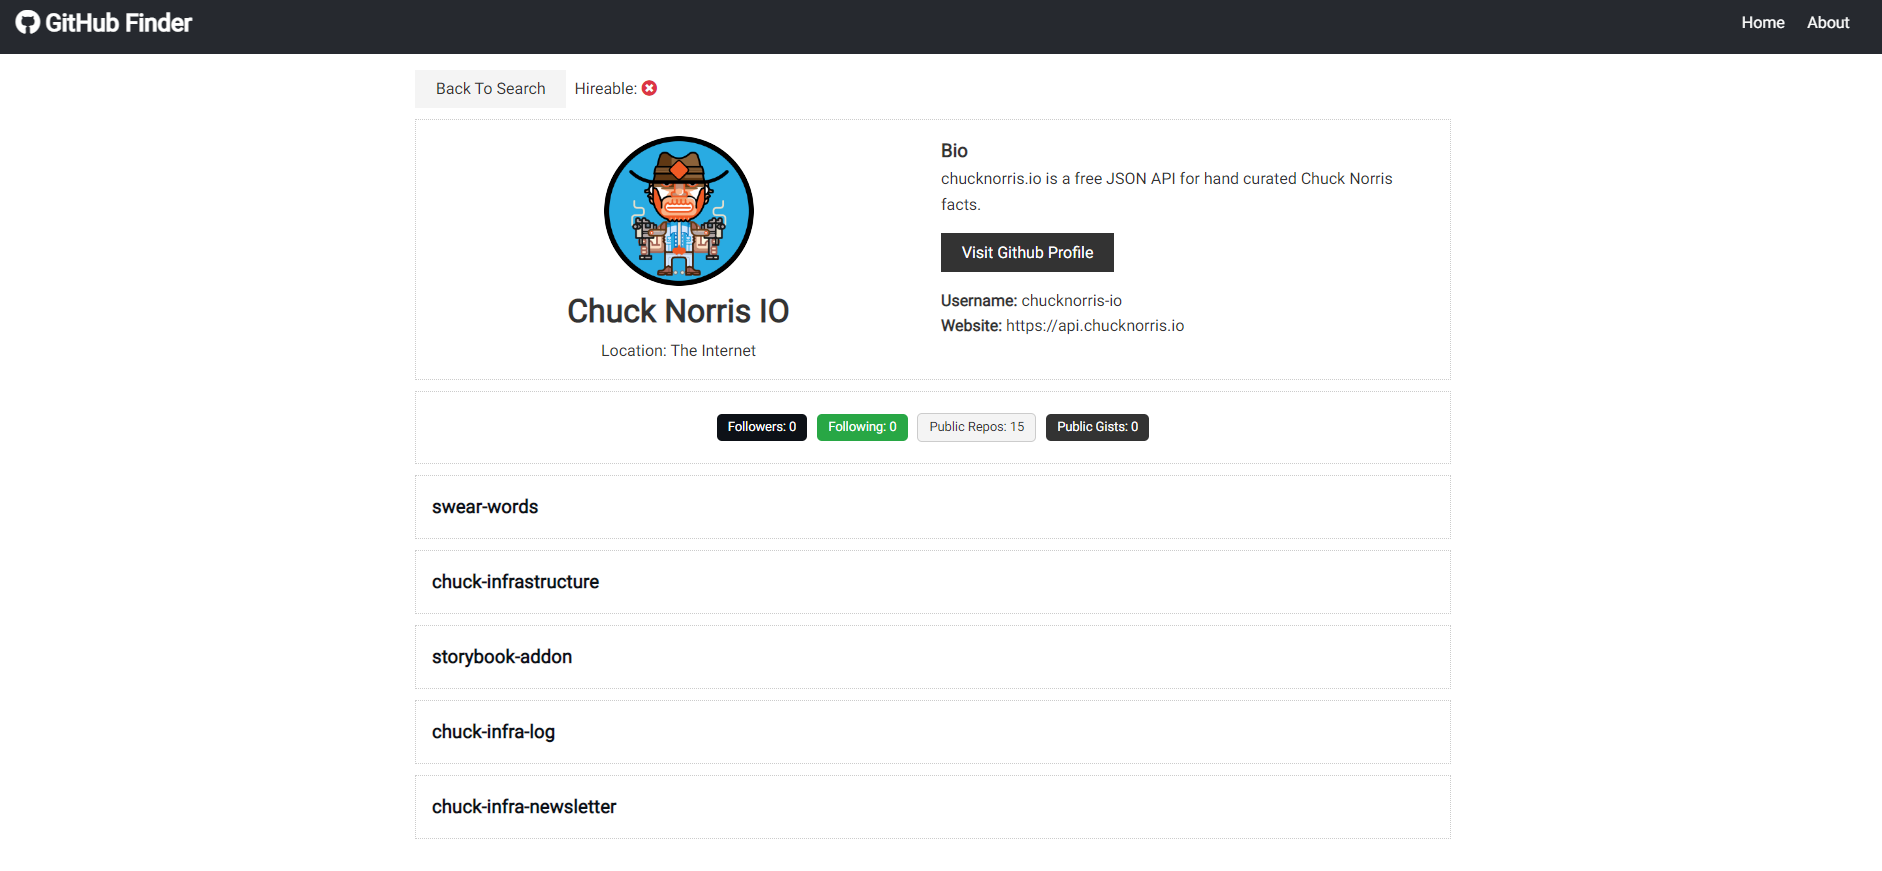 GitHub Finder
Home About
Back To Search Hireable:
Chuck Norris IO
Location: The Internet
Bio
chucknorris.io is a free JSON API for hand curated Chuck Norris
facts.
Visit Github Profile
Username: chucknorris-io
Website: https://api.chucknorris.io
Followers: 0 Following: 0 Public Repos: 15 Public Gists: 0
swear-words
chuck-infrastructure
storybook-addon
chuck-infra-log
chuck-infra-newsletter